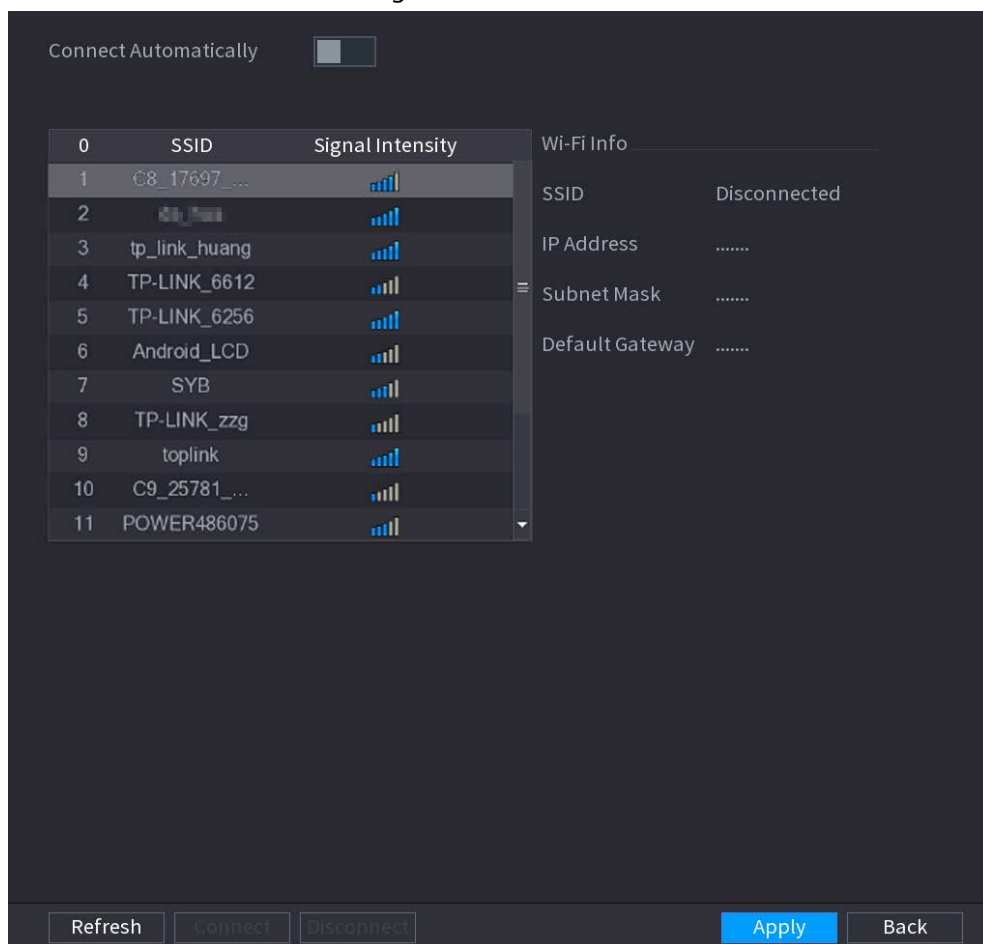 Connect Automatically
0 SSID Signal Intensity
1 C8_17697_...
2
3 tp_link_huang
4 TP-LINK_6612
5 TP-LINK_6256
6 Android_LCD
7 SYB
8 TP-LINK_zzg
9 toplink
10 C9_25781_...
11 POWER486075
Wi-Fi Info
SSID Disconnected
IP Address .......
Subnet Mask .......
Default Gateway .......
Refresh Connect Disconnect Apply Back